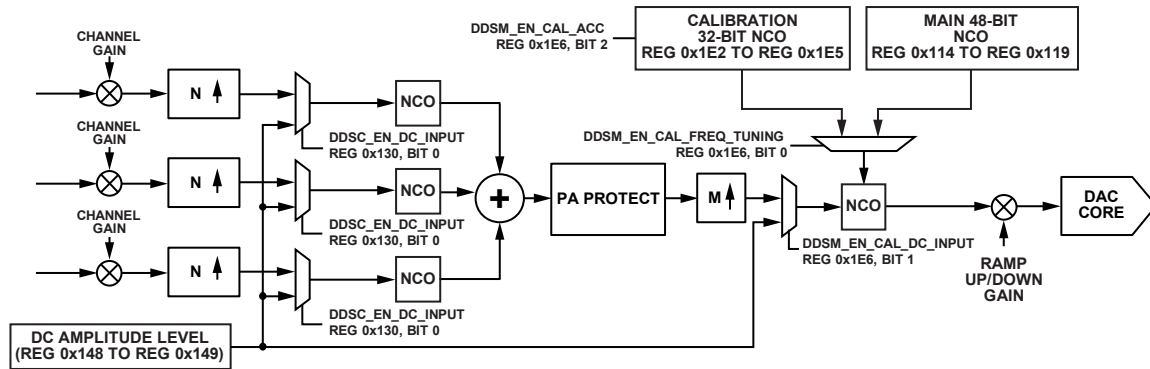 CHANNEL
GAIN
N
DDSC_EN_DC_INPUT
REG 0x130, BIT 0
NCO
CHANNEL
GAIN
N
DDSC_EN_DC_INPUT
REG 0x130, BIT 0
NCO
CHANNEL
GAIN
N
DDSC_EN_DC_INPUT
REG 0x130, BIT 0
NCO
DC AMPLITUDE LEVEL
(REG 0x148 TO REG 0x149)
+
PA PROTECT
M
DDSM_EN_CAL_ACC
REG 0x1E6, BIT 2
CALIBRATION
32-BIT NCO
REG 0x1E2 TO REG 0x1E5
MAIN 48-BIT
NCO
REG 0x114 TO REG 0x119
DDSM_EN_CAL_FREQ_TUNING
REG 0x1E6, BIT 0
NCO
DDSM_EN_CAL_DC_INPUT
REG 0x1E6, BIT 1
RAMP
UP/DOWN
GAIN
DAC
CORE